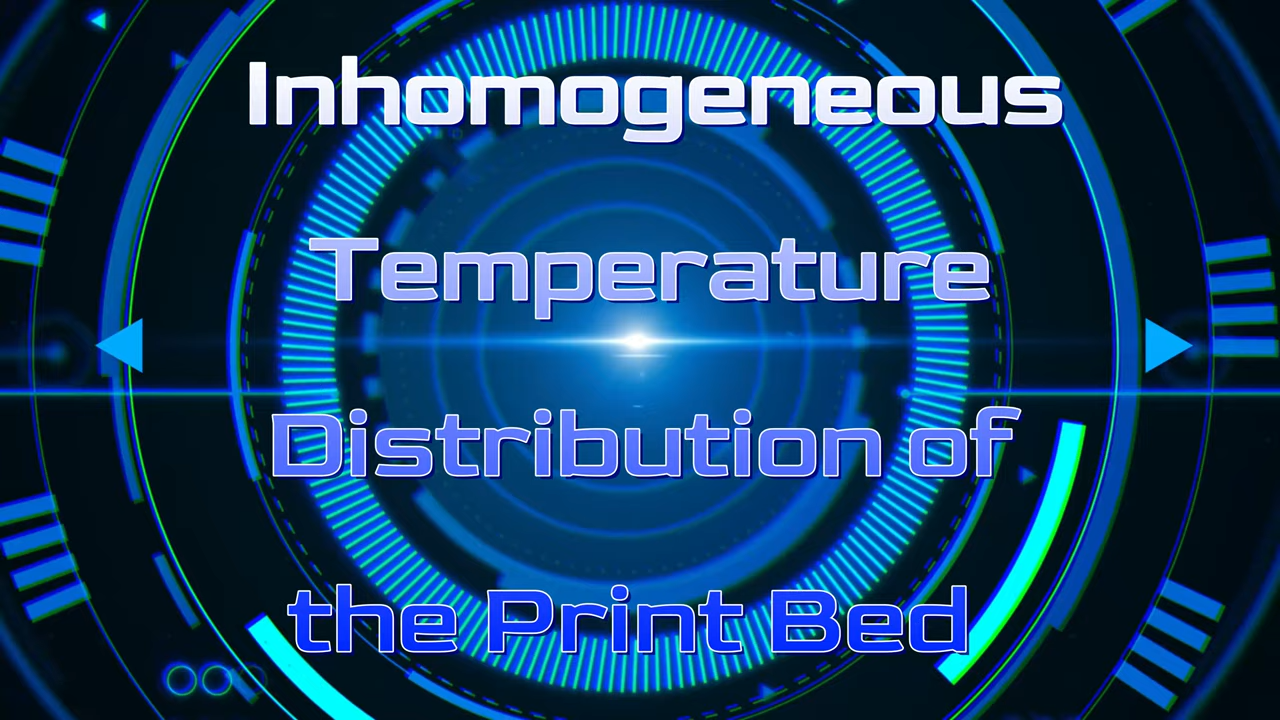 Inhomogeneous
Temperature
Distribution of
the Print Bed